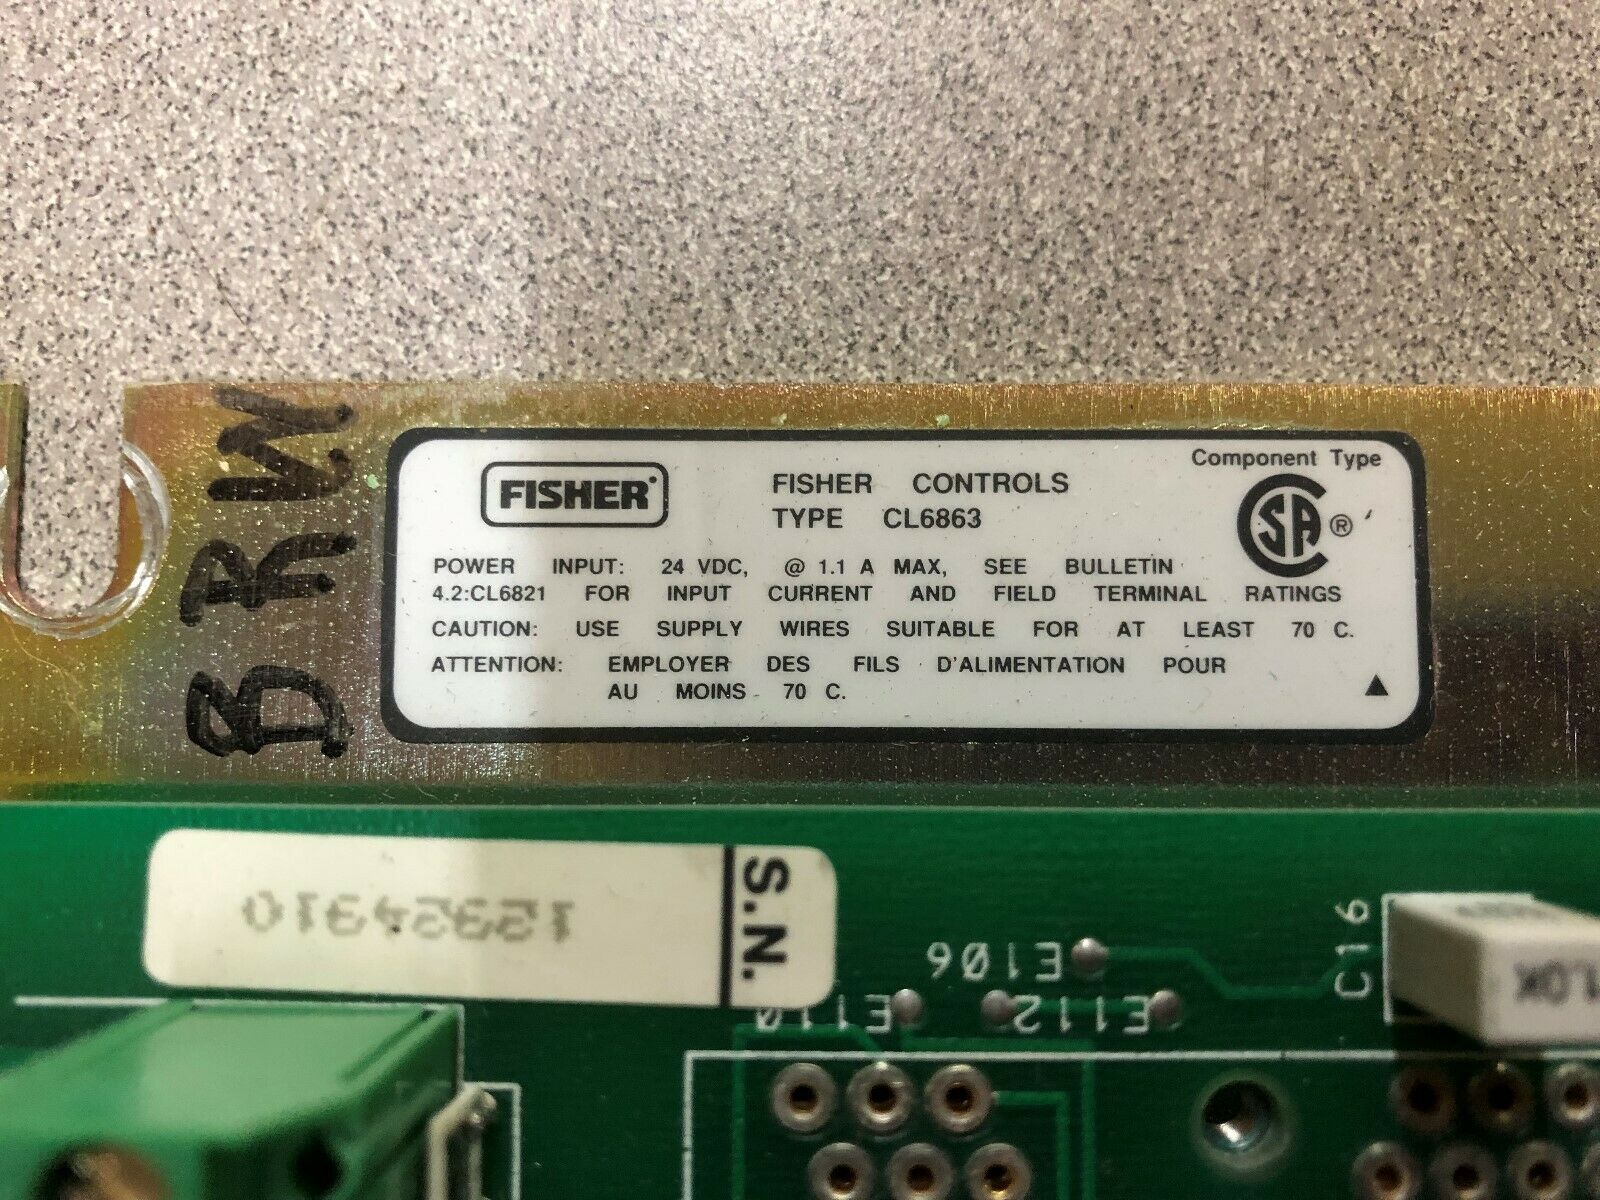 BRW
Component Type
FISHER
FISHER CONTROLS
TYPE CL6863
SA ®
POWER INPUT: 24 VDC, @ 1.1 A MAX, SEE BULLETIN
4.2:CL6821 FOR INPUT CURRENT AND FIELD TERMINAL RATINGS
CAUTION: USE SUPPLY WIRES SUITABLE FOR AT LEAST 70 C.
ATTENTION: EMPLOYER DES FILS D'ALIMENTATION POUR
AU MOINS 70 C.
S.N.
E106
C16
E110
E112